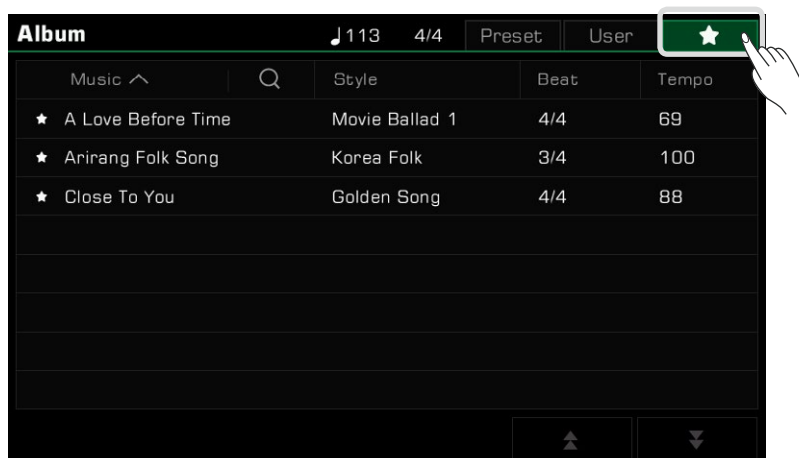 Album ♩113 4/4 Preset User ★
Music Style Beat Tempo
★ A Love Before Time Movie Ballad 1 4/4 69
★ Arirang Folk Song Korea Folk 3/4 100
★ Close To You Golden Song 4/4 88